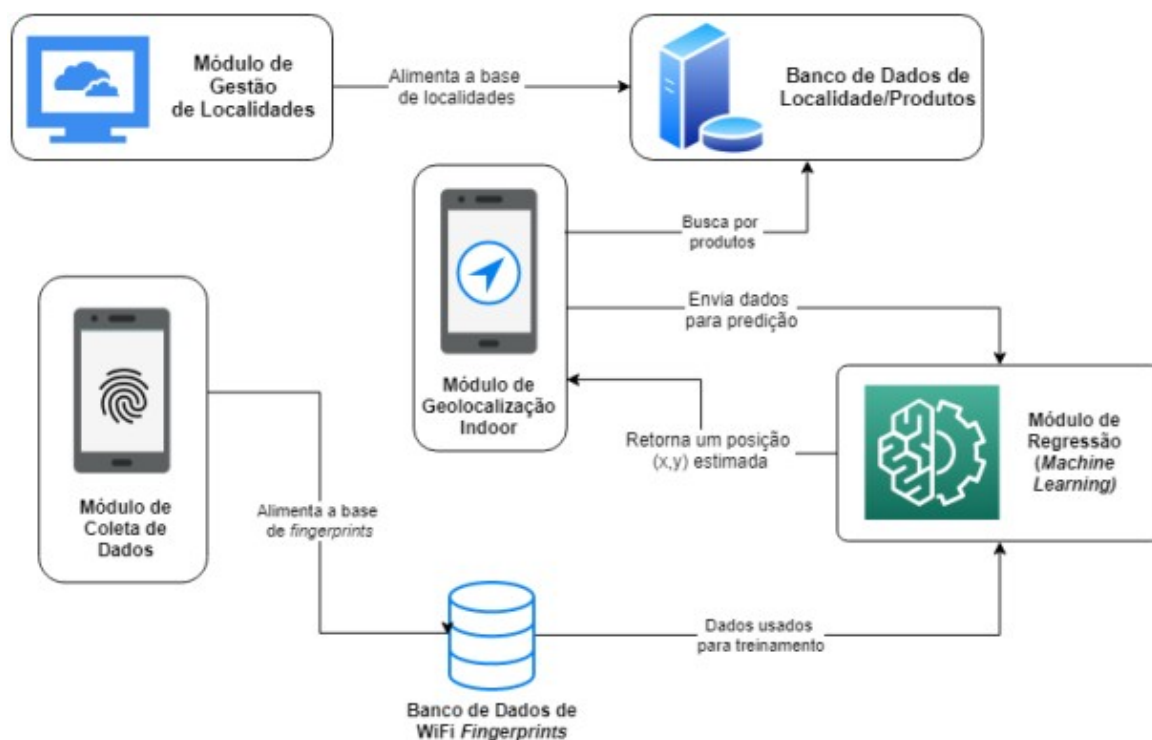 Módulo de
Gestão
de Localidades
Alimenta a base
de localidades
Banco de Dados de
Localidade/Produtos
Busca por
produtos
Envia dados
para predição
Módulo de
Geolocalização
Indoor
Retorna um posição
(x,y) estimada
Módulo de
Regressão
(Machine
Learning)
Módulo de
Coleta de
Dados
Alimenta a base
de fingerprints
Dados usados
para treinamento
Banco de Dados de
WiFi Fingerprints